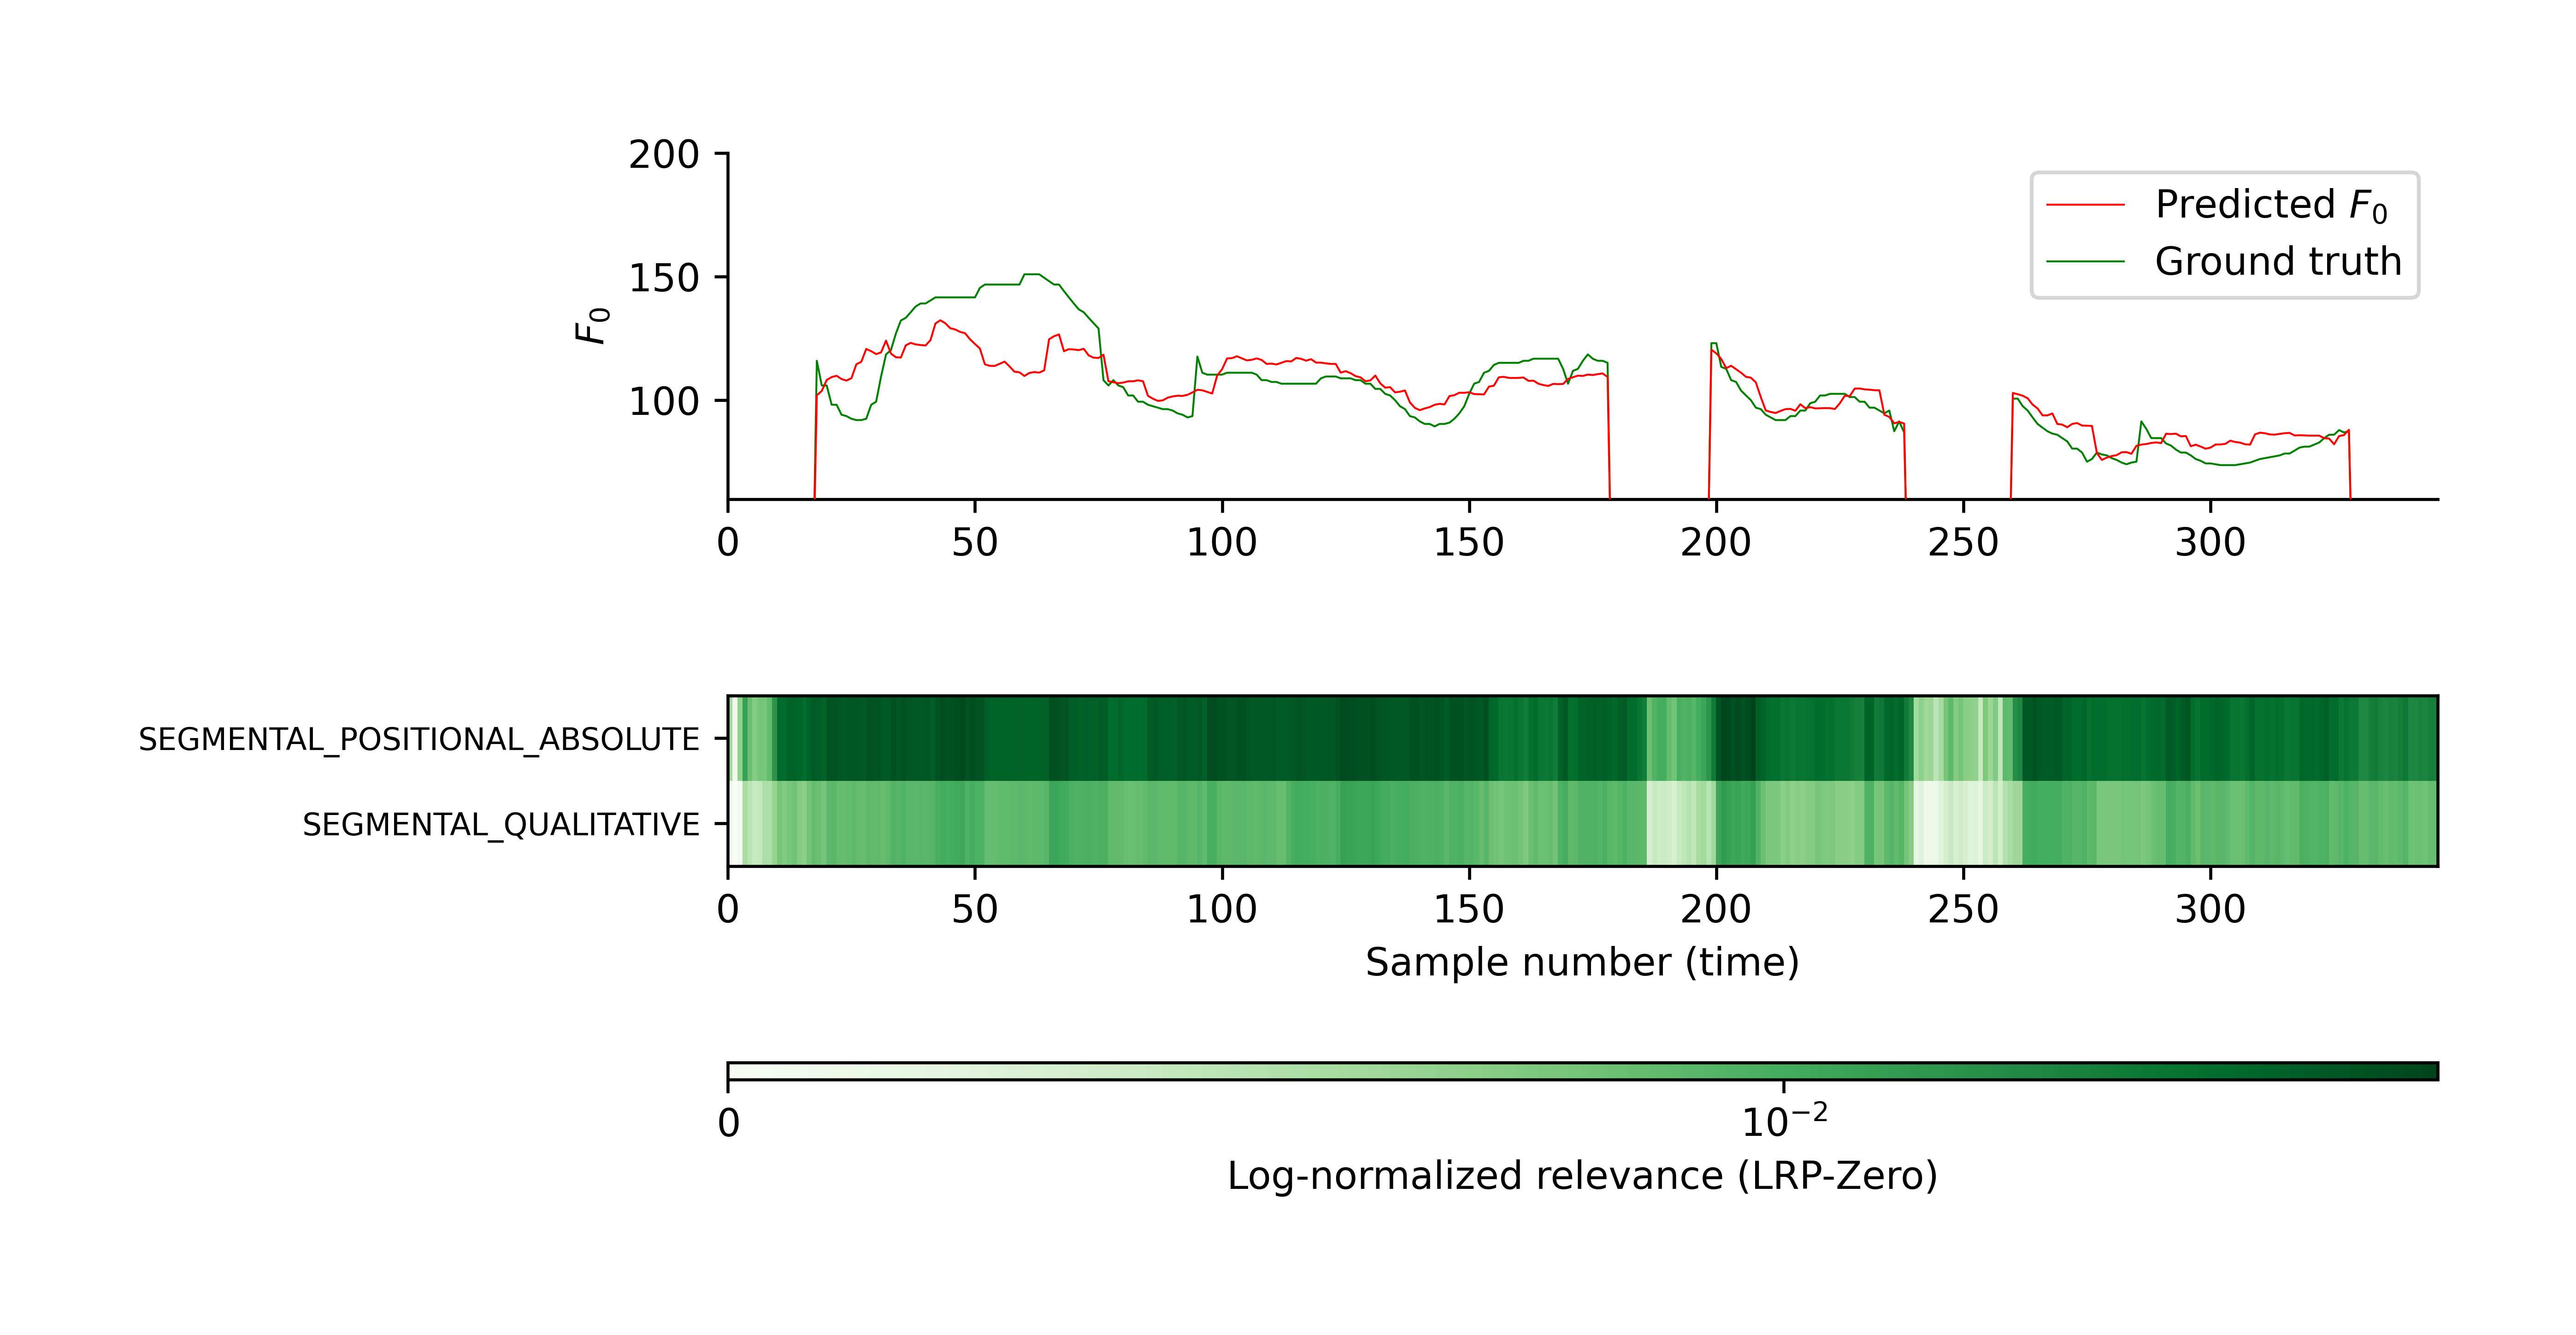 200
150
100
F₀
Predicted F₀
Ground truth
0 50 100 150 200 250 300
SEGMENTAL_POSITIONAL_ABSOLUTE
SEGMENTAL_QUALITATIVE
0 50 100 150 200 250 300
Sample number (time)
0 10⁻²
Log-normalized relevance (LRP-Zero)